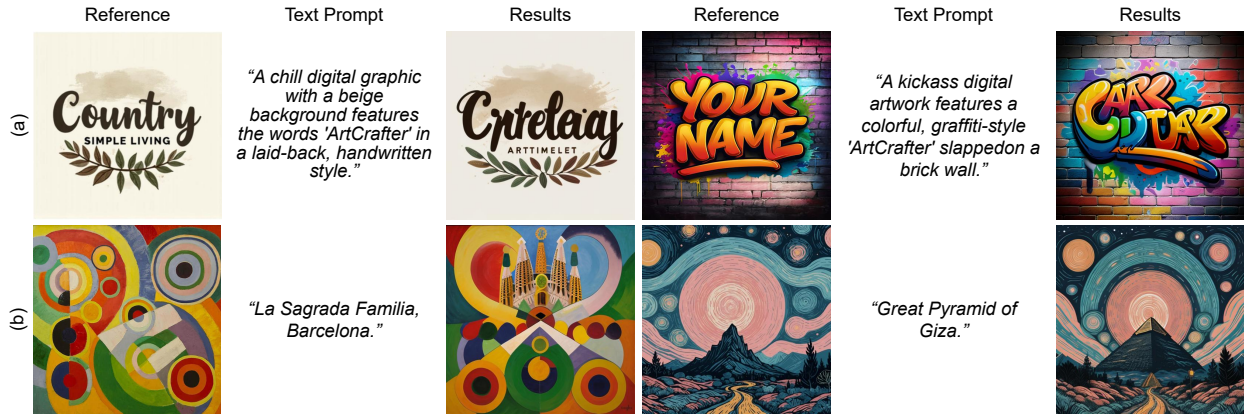 Reference Text Prompt Results Reference Text Prompt Results
(a)
Country
SIMPLE LIVING
“A chill digital graphic
with a beige
background features
the words 'ArtCrafter' in
a laid-back, handwritten
style.”
ARTTIMELET
YOUR
NAME
“A kickass digital
artwork features a
colorful, graffiti-style
'ArtCrafter' slappedon a
brick wall.”
(b)
“La Sagrada Familia,
Barcelona.”
“Great Pyramid of
Giza.”